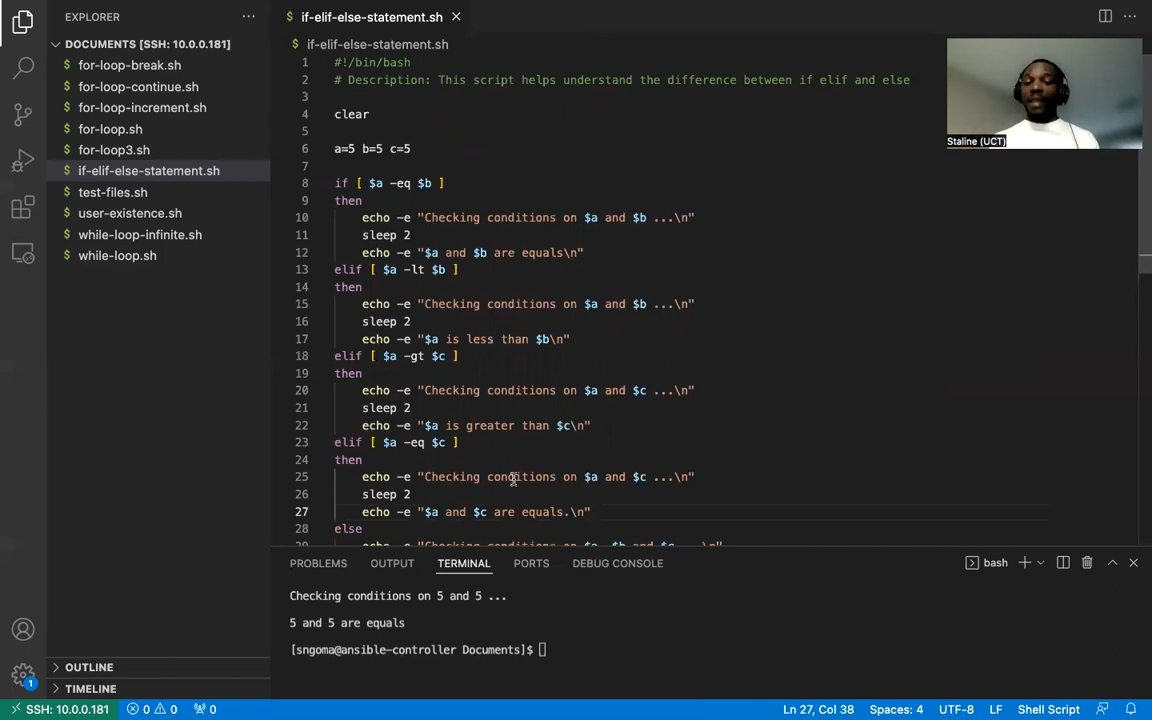 EXPLORER
if-elif-else-statement.sh
DOCUMENTS [SSH: 10.0.0.181]
for-loop-break.sh
for-loop-continue.sh
for-loop-increment.sh
for-loop.sh
for-loop3.sh
if-elif-else-statement.sh
test-files.sh
user-existence.sh
while-loop-infinite.sh
while-loop.sh
OUTLINE
TIMELINE
if-elif-else-statement.sh
1 #!/bin/bash
2 # Description: This script helps understand the difference between if elif and else
3
4 clear
5
6 a=5 b=5 c=5
7
8 if [ $a -eq $b ]
9 then
10 echo -e "Checking conditions on $a and $b ...\n"
11 sleep 2
12 echo -e "$a and $b are equals\n"
13 elif [ $a -lt $b ]
14 then
15 echo -e "Checking conditions on $a and $b ...\n"
16 sleep 2
17 echo -e "$a is less than $b\n"
18 elif [ $a -gt $c ]
19 then
20 echo -e "Checking conditions on $a and $c ...\n"
21 sleep 2
22 echo -e "$a is greater than $c\n"
23 elif [ $a -eq $c ]
24 then
25 echo -e "Checking conditions on $a and $c ...\n"
26 sleep 2
27 echo -e "$a and $c are equals.\n"
28 else
Staline (UCT)
PROBLEMS OUTPUT TERMINAL PORTS DEBUG CONSOLE
bash
Checking conditions on 5 and 5 ...
5 and 5 are equals
[sngoma@ansible-controller Documents]$
1
SSH: 10.0.0.181 0 0 0 Ln 27, Col 38 Spaces: 4 UTF-8 LF Shell Script